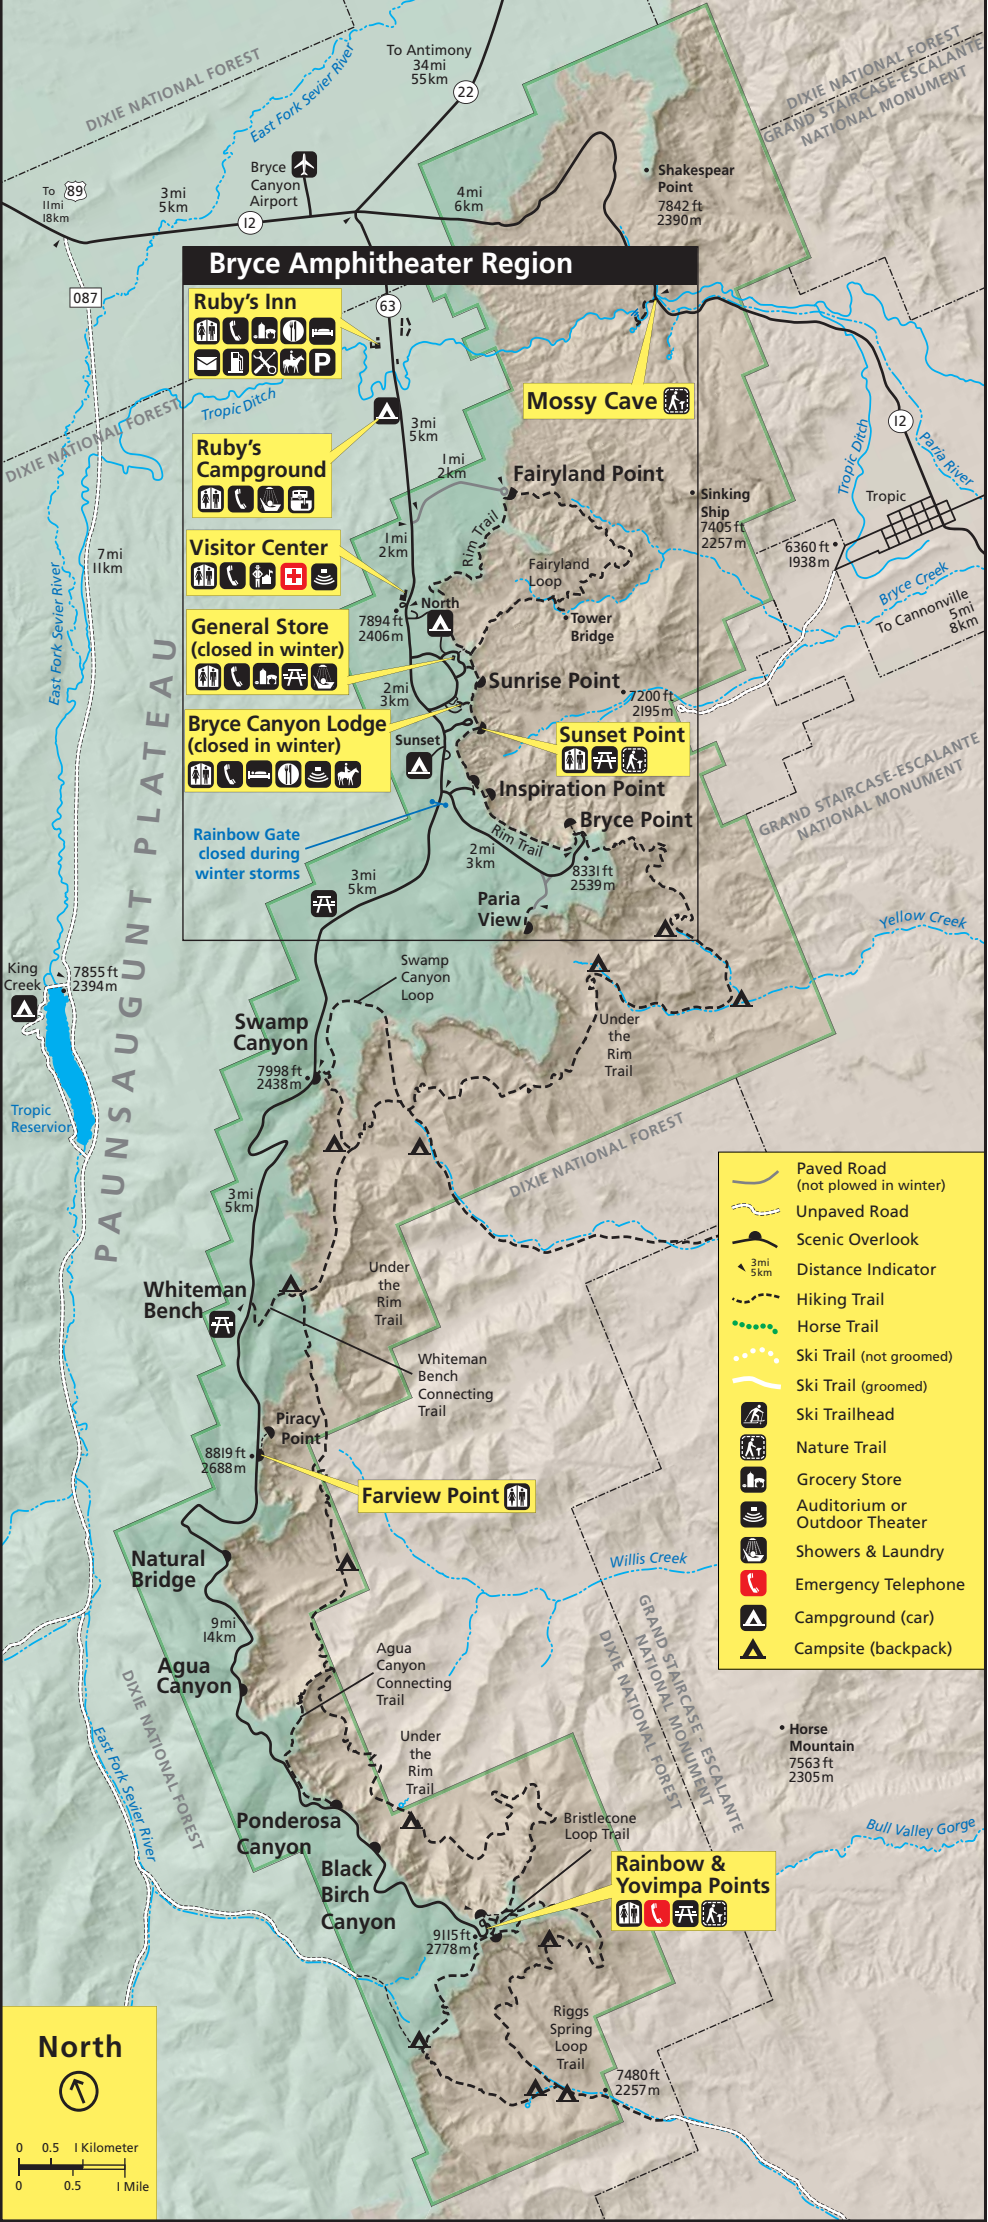 To Antimony
34mi
55km
22
DIXIE NATIONAL FOREST
East Fork Sevier River
DIXIE NATIONAL FOREST
GRAND STAIRCASE-ESCALANTE
NATIONAL MONUMENT
Bryce
Canyon
Airport
To 89
11mi
18km
3mi
5km
12
4mi
6km
Shakespear
Point
7842 ft
2390m
087
Bryce Amphitheater Region
63
Ruby's Inn
P
Tropic Ditch
DIXIE NATIONAL FOREST
Mossy Cave
3mi
5km
Ruby's
Campground
1mi
2km
Fairyland Point
Sinking
Ship
7405 ft
2257m
12
Tropic Ditch
Paria River
Tropic
6360 ft
1938m
Bryce Creek
To Cannonville
5mi
8km
7mi
11km
East Fork Sevier River
1mi
2km
Rim Trail
Fairyland
Loop
Visitor Center
North
7894 ft
2406m
Tower
Bridge
General Store
(closed in winter)
2mi
3km
Sunrise Point
7200 ft
2195m
Bryce Canyon Lodge
(closed in winter)
Sunset
Sunset Point
GRAND STAIRCASE-ESCALANTE
NATIONAL MONUMENT
Inspiration Point
Bryce Point
Rainbow Gate
closed during
winter storms
Rim Trail
2mi
3km
8331 ft
2539m
3mi
5km
Paria
View
PAUNSAUGUNT PLATEAU
Yellow Creek
King
Creek
7855 ft
2394m
Swamp
Canyon
Loop
Swamp
Canyon
7998 ft
2438m
Under
the
Rim
Trail
Tropic
Reservior
DIXIE NATIONAL FOREST
3mi
5km
Whiteman
Bench
Under
the
Rim
Trail
Whiteman
Bench
Connecting
Trail
Piracy
Point
8819 ft
2688m
Farview Point
Natural
Bridge
Willis Creek
9mi
14km
Agua
Canyon
Agua
Canyon
Connecting
Trail
GRAND STAIRCASE ESCALANTE
NATIONAL MONUMENT
DIXIE NATIONAL FOREST
DIXIE NATIONAL FOREST
East Fork Sevier River
Under
the
Rim
Trail
Horse
Mountain
7563 ft
2305m
Ponderosa
Canyon
Bristlecone
Loop Trail
Bull Valley Gorge
Black
Birch
Canyon
Rainbow &
Yovimpa Points
9115 ft
2778m
Riggs
Spring
Loop
Trail
7480 ft
2257m
Paved Road
(not plowed in winter)
Unpaved Road
Scenic Overlook
3mi
5km
Distance Indicator
Hiking Trail
Horse Trail
Ski Trail (not groomed)
Ski Trail (groomed)
Ski Trailhead
Nature Trail
Grocery Store
Auditorium or
Outdoor Theater
Showers & Laundry
Emergency Telephone
Campground (car)
Campsite (backpack)
North
0 0.5 1 Kilometer
0 0.5 1 Mile